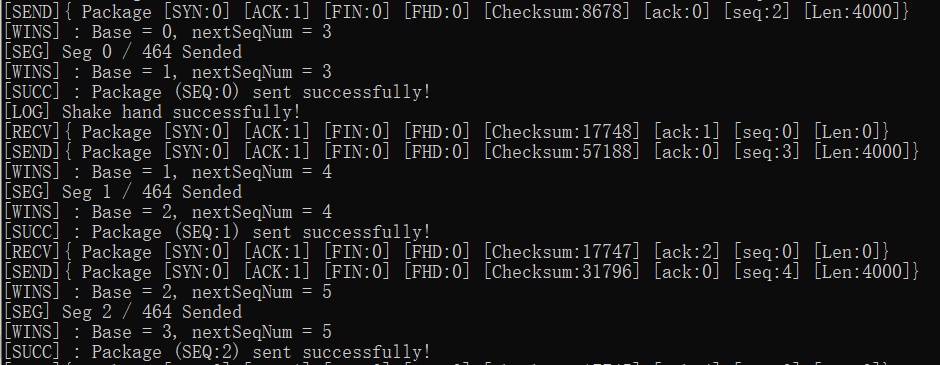 [SEND]{ Package [SYN:0] [ACK:1] [FIN:0] [FHD:0] [Checksum:8678] [ack:0] [seq:2] [Len:4000]}
[WINS] : Base = 0, nextSeqNum = 3
[SEG] Seg 0 / 464 Sended
[WINS] : Base = 1, nextSeqNum = 3
[SUCC] : Package (SEQ:0) sent successfully!
[LOG] Shake hand successfully!
[RECV]{ Package [SYN:0] [ACK:1] [FIN:0] [FHD:0] [Checksum:17748] [ack:1] [seq:0] [Len:0]}
[SEND]{ Package [SYN:0] [ACK:1] [FIN:0] [FHD:0] [Checksum:57188] [ack:0] [seq:3] [Len:4000]}
[WINS] : Base = 1, nextSeqNum = 4
[SEG] Seg 1 / 464 Sended
[WINS] : Base = 2, nextSeqNum = 4
[SUCC] : Package (SEQ:1) sent successfully!
[RECV]{ Package [SYN:0] [ACK:1] [FIN:0] [FHD:0] [Checksum:17747] [ack:2] [seq:0] [Len:0]}
[SEND]{ Package [SYN:0] [ACK:1] [FIN:0] [FHD:0] [Checksum:31796] [ack:0] [seq:4] [Len:4000]}
[WINS] : Base = 2, nextSeqNum = 5
[SEG] Seg 2 / 464 Sended
[WINS] : Base = 3, nextSeqNum = 5
[SUCC] : Package (SEQ:2) sent successfully!